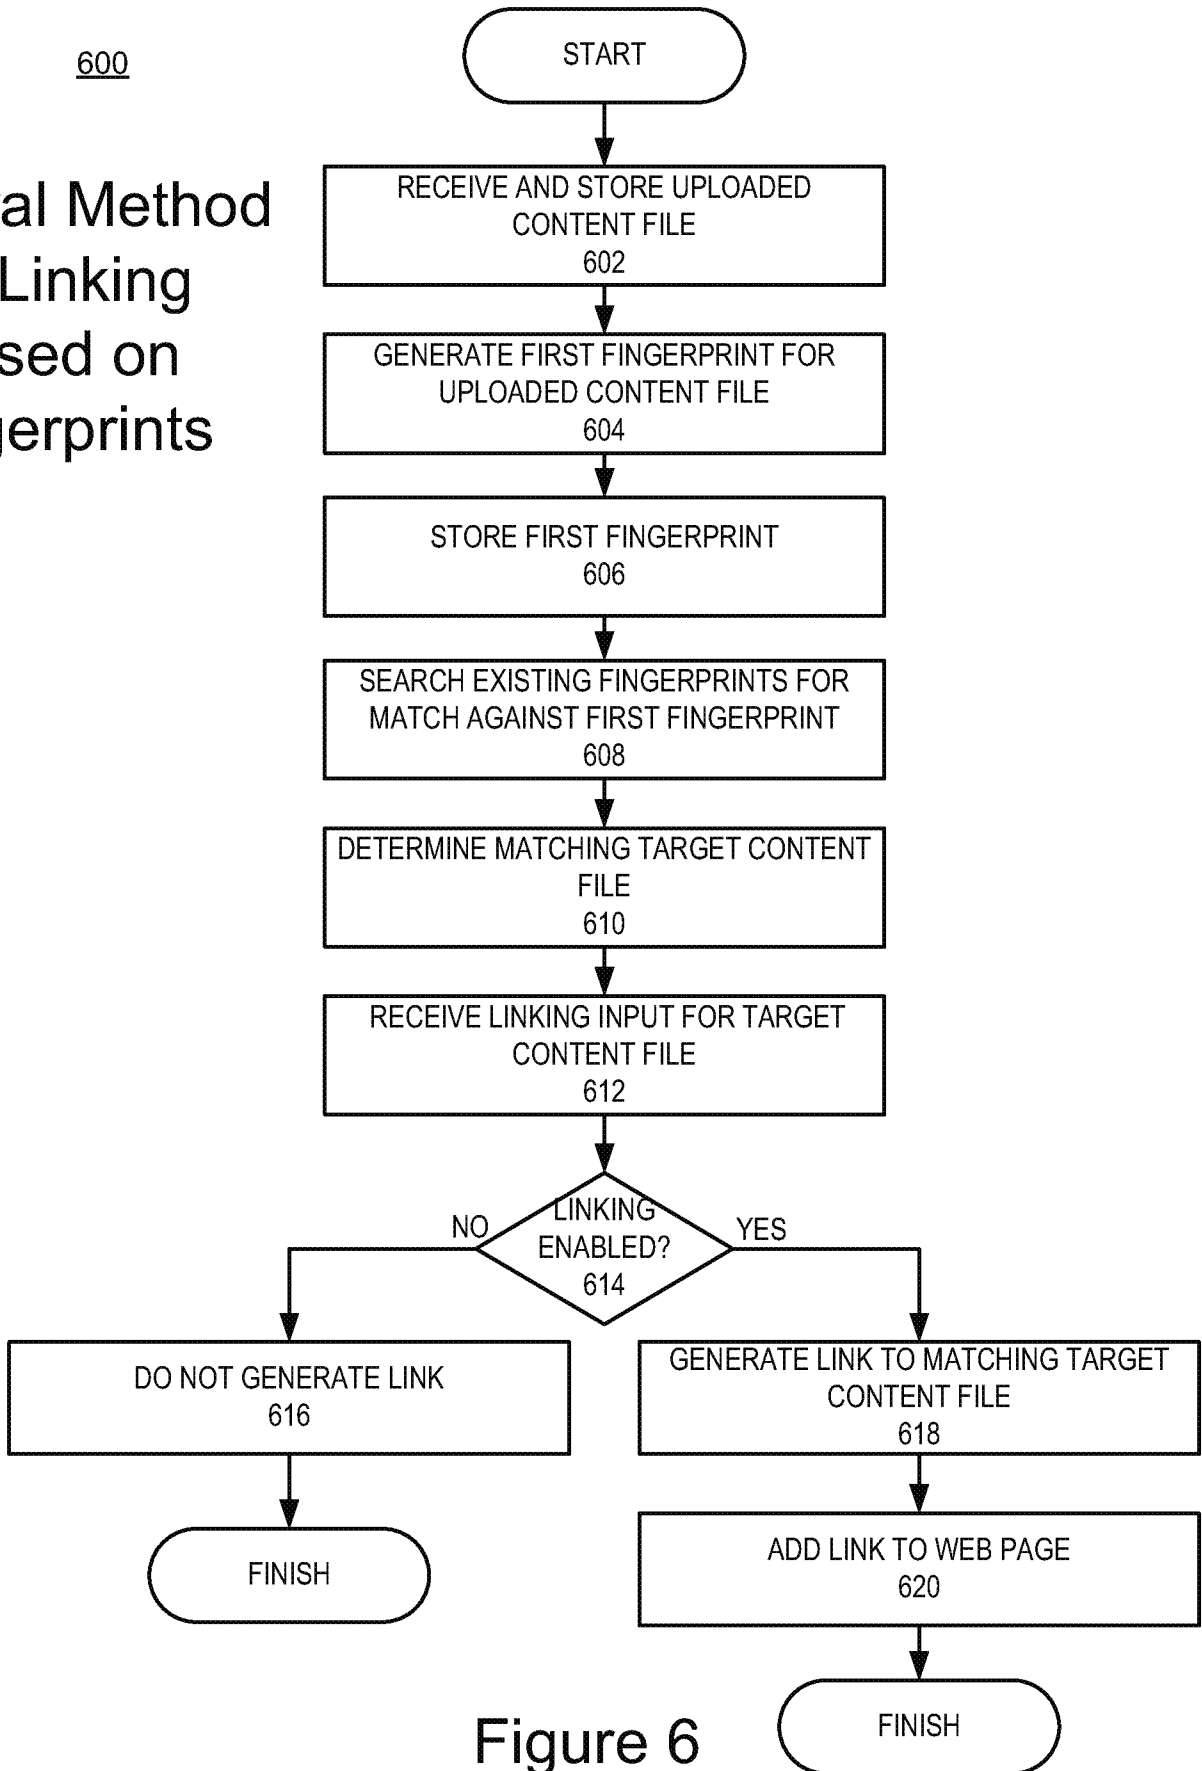 600
START
al Method
Linking
sed on
gerprints
RECEIVE AND STORE UPLOADED
CONTENT FILE
602
GENERATE FIRST FINGERPRINT FOR
UPLOADED CONTENT FILE
604
STORE FIRST FINGERPRINT
606
SEARCH EXISTING FINGERPRINTS FOR
MATCH AGAINST FIRST FINGERPRINT
608
DETERMINE MATCHING TARGET CONTENT
FILE
610
RECEIVE LINKING INPUT FOR TARGET
CONTENT FILE
612
LINKING
ENABLED?
614
NO
YES
DO NOT GENERATE LINK
616
FINISH
GENERATE LINK TO MATCHING TARGET
CONTENT FILE
618
ADD LINK TO WEB PAGE
620
FINISH
Figure 6